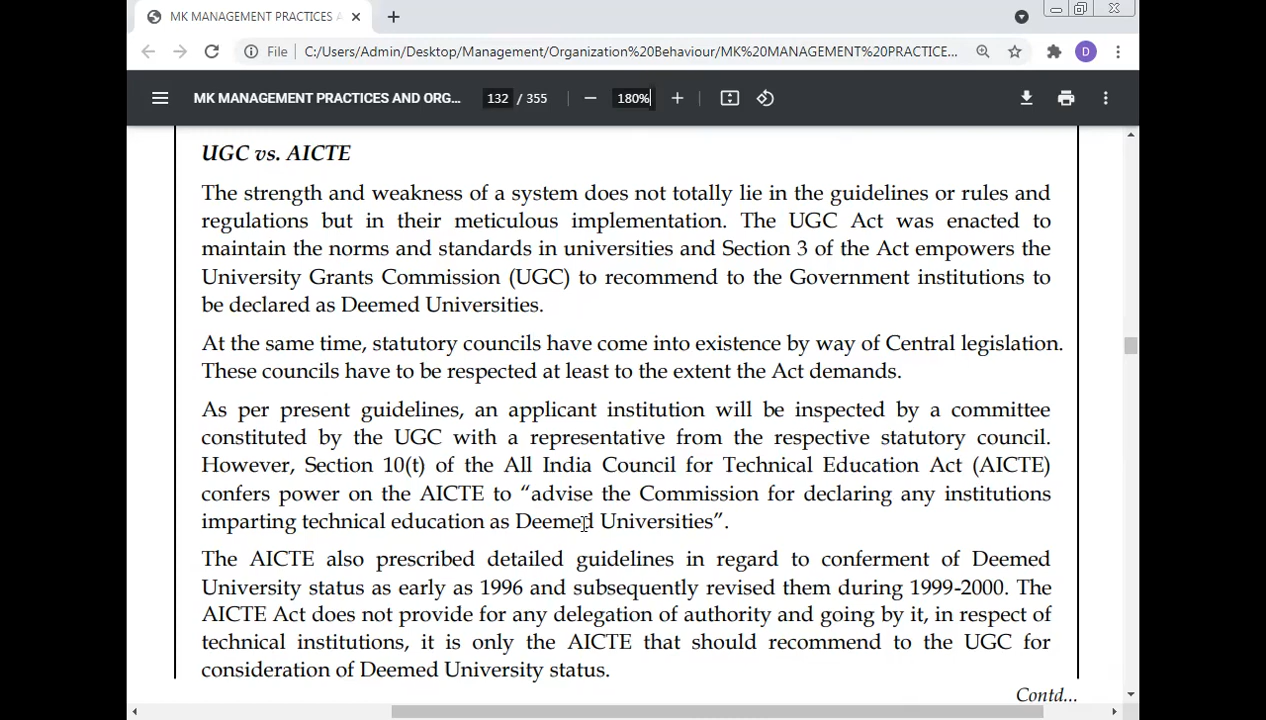 MK MANAGEMENT PRACTICES A
File C:/Users/Admin/Desktop/Management/Organization%20Behaviour/MK%20MANAGEMENT%20PRACTICE...
D
MK MANAGEMENT PRACTICES AND ORG... 132 / 355 180%
UGC vs. AICTE
The strength and weakness of a system does not totally lie in the guidelines or rules and
regulations but in their meticulous implementation. The UGC Act was enacted to
maintain the norms and standards in universities and Section 3 of the Act empowers the
University Grants Commission (UGC) to recommend to the Government institutions to
be declared as Deemed Universities.
At the same time, statutory councils have come into existence by way of Central legislation.
These councils have to be respected at least to the extent the Act demands.
As per present guidelines, an applicant institution will be inspected by a committee
constituted by the UGC with a representative from the respective statutory council.
However, Section 10(t) of the All India Council for Technical Education Act (AICTE)
confers power on the AICTE to “advise the Commission for declaring any institutions
imparting technical education as Deemed Universities”.
The AICTE also prescribed detailed guidelines in regard to conferment of Deemed
University status as early as 1996 and subsequently revised them during 1999-2000. The
AICTE Act does not provide for any delegation of authority and going by it, in respect of
technical institutions, it is only the AICTE that should recommend to the UGC for
consideration of Deemed University status.
Contd...